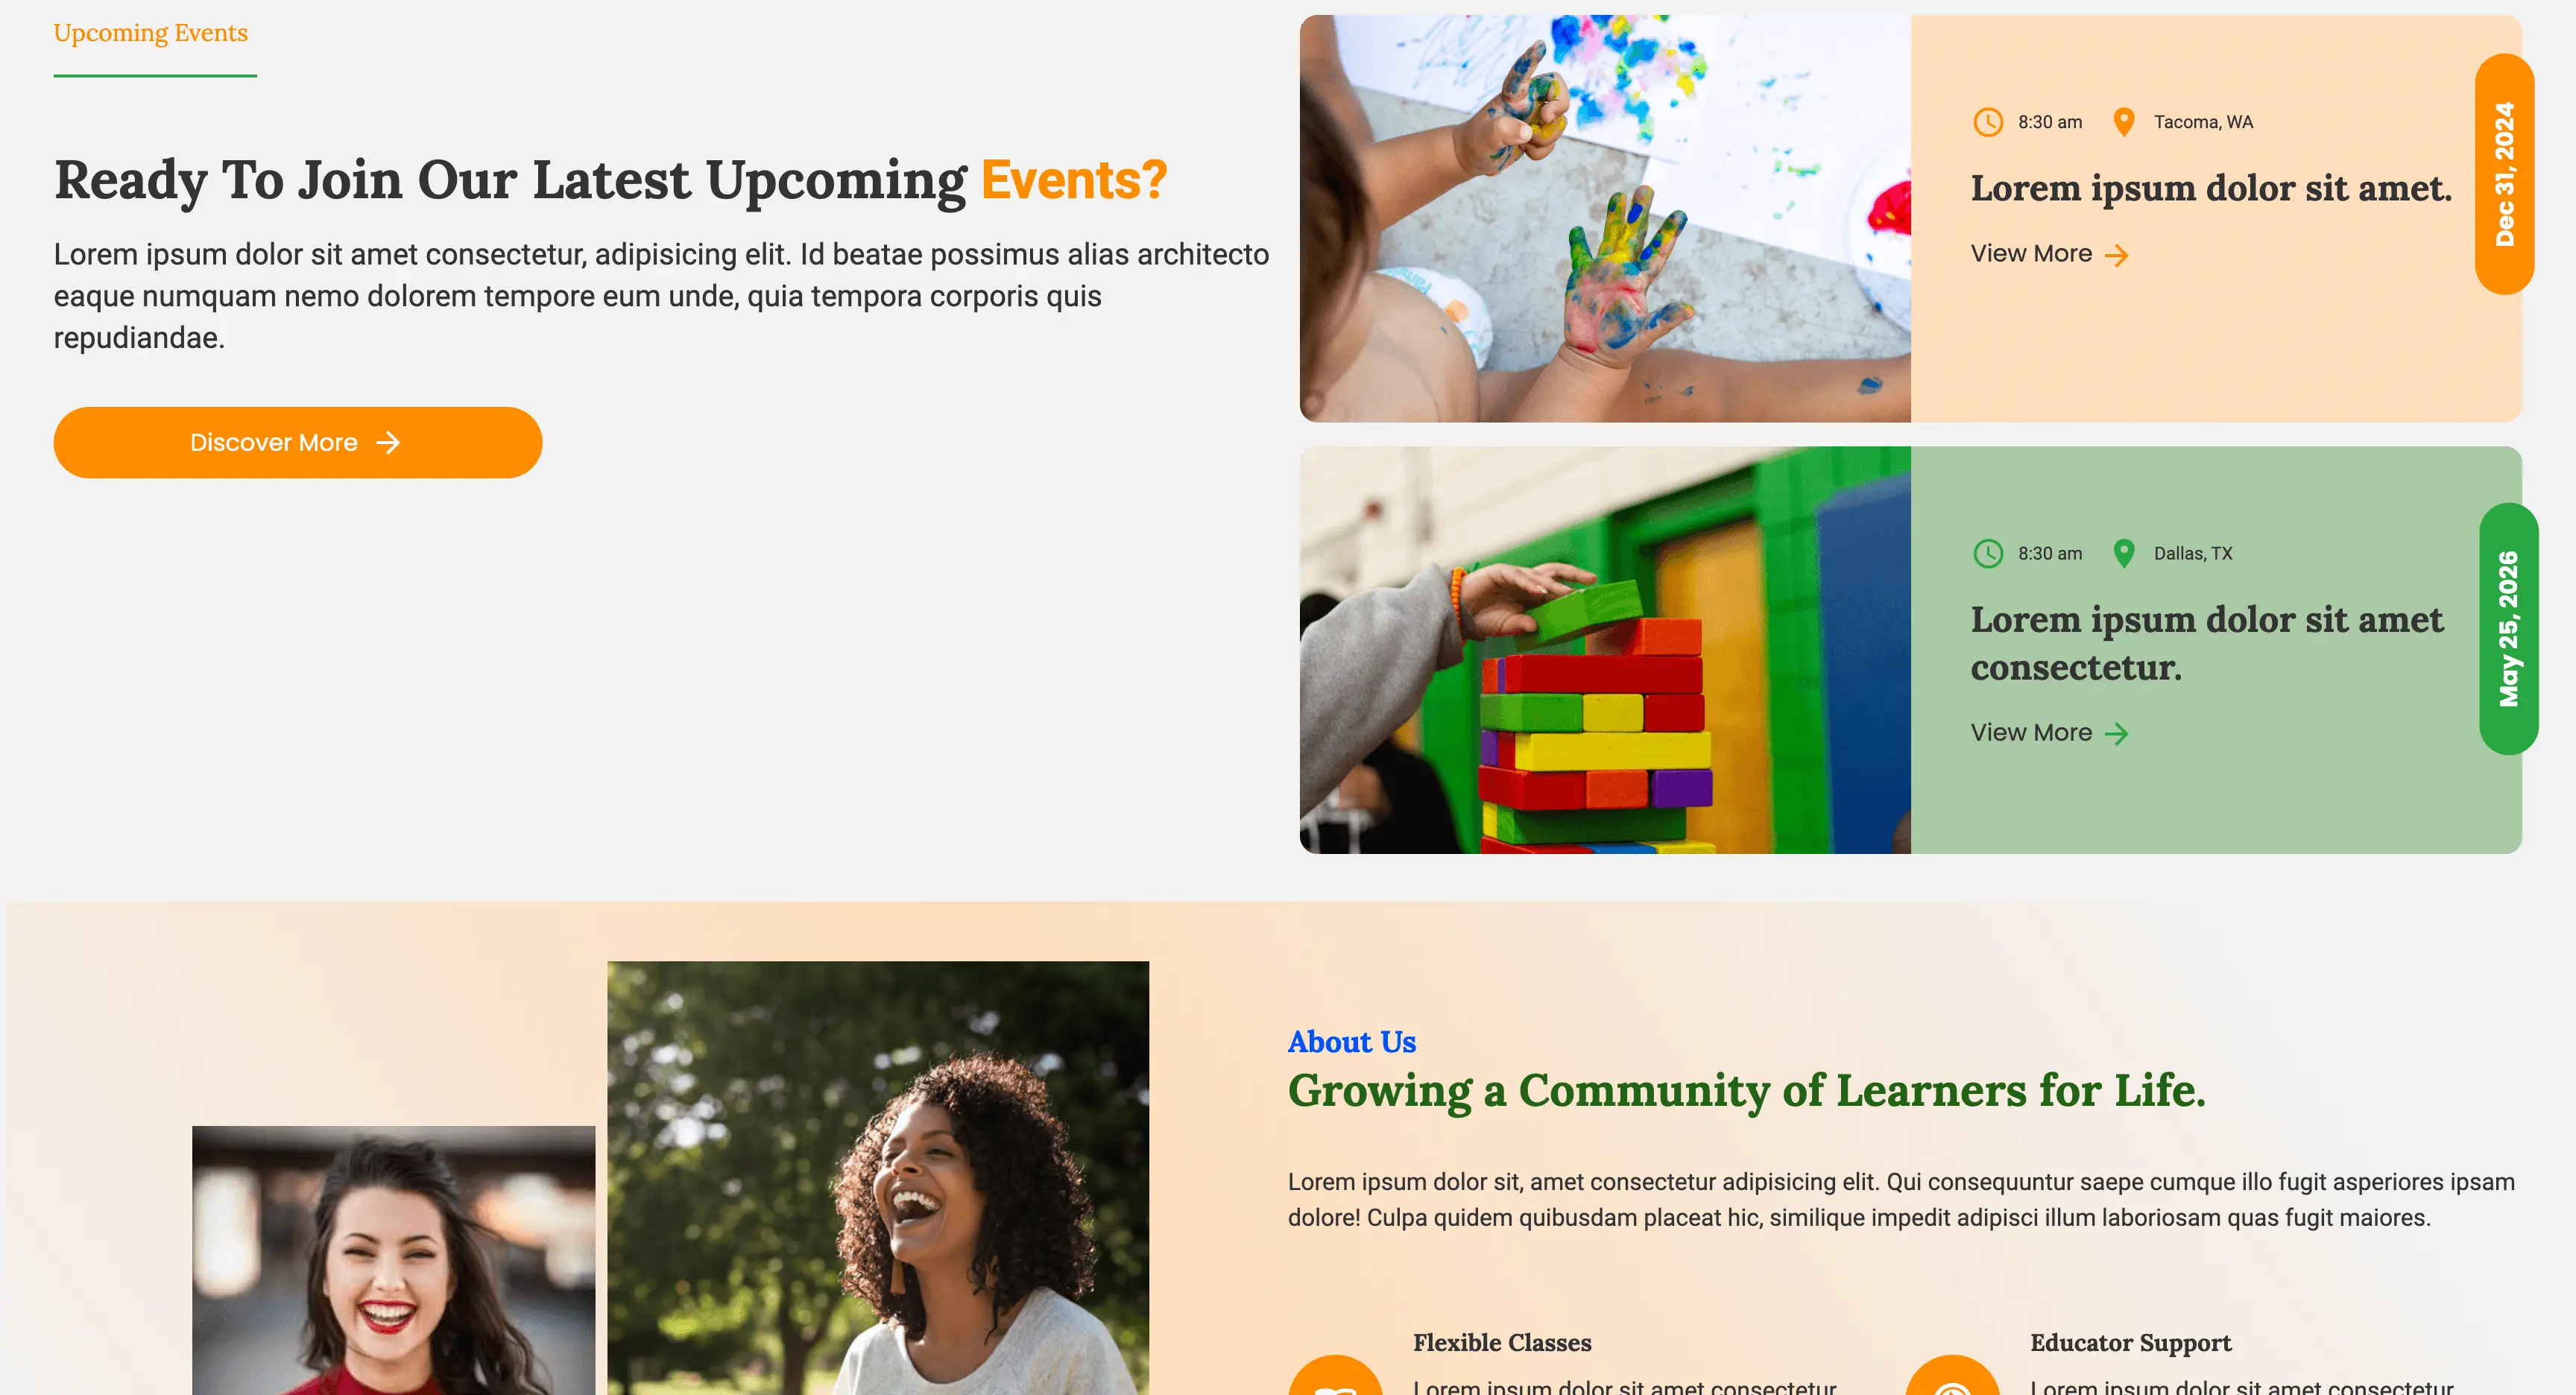 Upcoming Events
Ready To Join Our Latest Upcoming Events?
Lorem ipsum dolor sit amet consectetur, adipisicing elit. Id beatae possimus alias architecto
eaque numquam nemo dolorem tempore eum unde, quia tempora corporis quis
repudiandae.
Discover More
8:30 am
Tacoma, WA
Lorem ipsum dolor sit amet.
View More
Dec 31, 2024
8:30 am
Dallas, TX
Lorem ipsum dolor sit amet
consectetur.
View More
May 25, 2026
About Us
Growing a Community of Learners for Life.
Lorem ipsum dolor sit, amet consectetur adipisicing elit. Qui consequuntur saepe cumque illo fugit asperiores ipsam
dolore! Culpa quidem quibusdam placeat hic, similique impedit adipisci illum laboriosam quas fugit maiores.
Flexible Classes
Lorem ipsum dolor sit amet consectetur
Educator Support
Lorem ipsum dolor sit amet consectetur